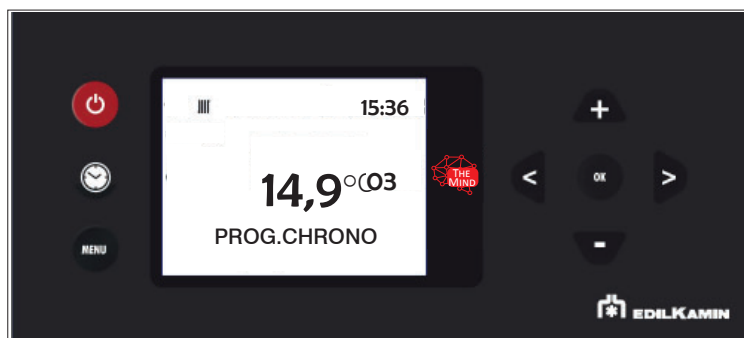 15:36
14,9°C03
PROG.CHRONO
THE
MIND
MENU
+
<
OK
>
-
EDILKAMIN